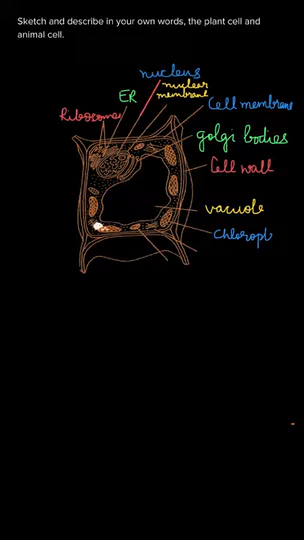 Sketch and describe in your own words, the plant cell and
animal cell.
nucleus
nuclear
membrane
ER
Cell membrane
Ribosomes
golgi bodies
Cell wall
vacuole
Chloropl